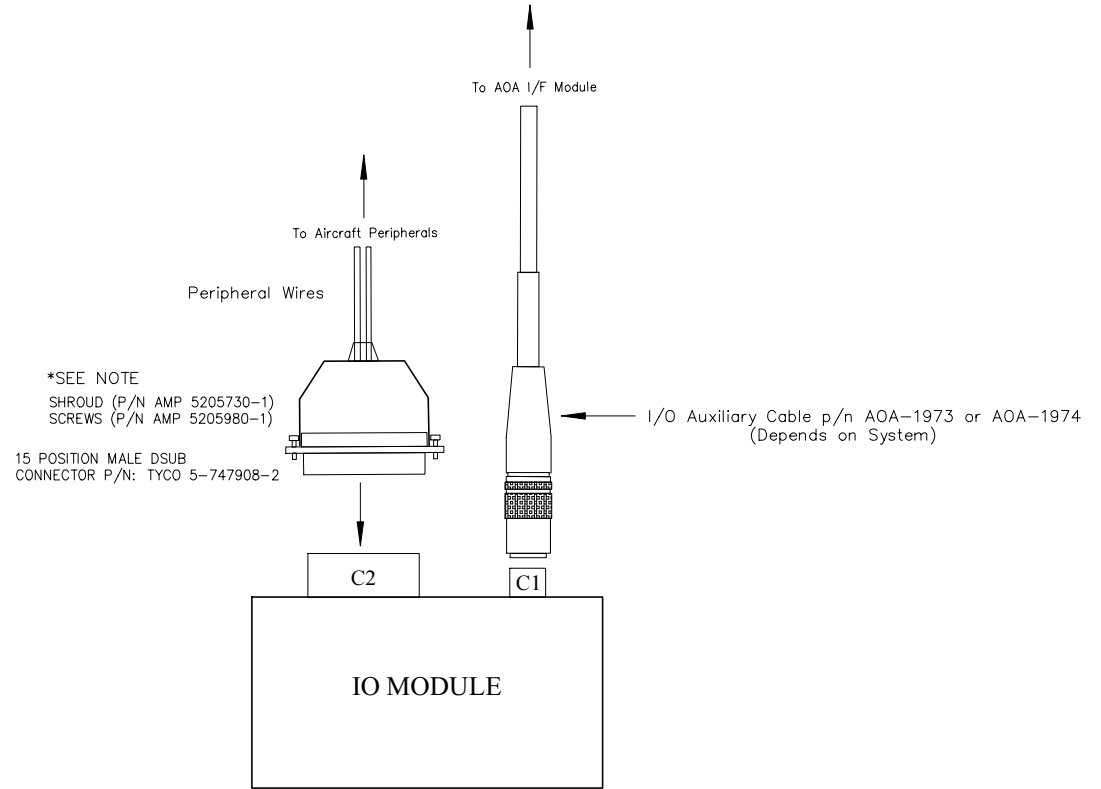 To AOA I/F Module
To Aircraft Peripherals
Peripheral Wires
*SEE NOTE
SHROUD (P/N AMP 5205730-1)
SCREWS (P/N AMP 5205980-1)
15 POSITION MALE DSUB
CONNECTOR P/N: TYCO 5-747908-2
I/O Auxiliary Cable p/n AOA-1973 or AOA-1974
(Depends on System)
C2
C1
IO MODULE